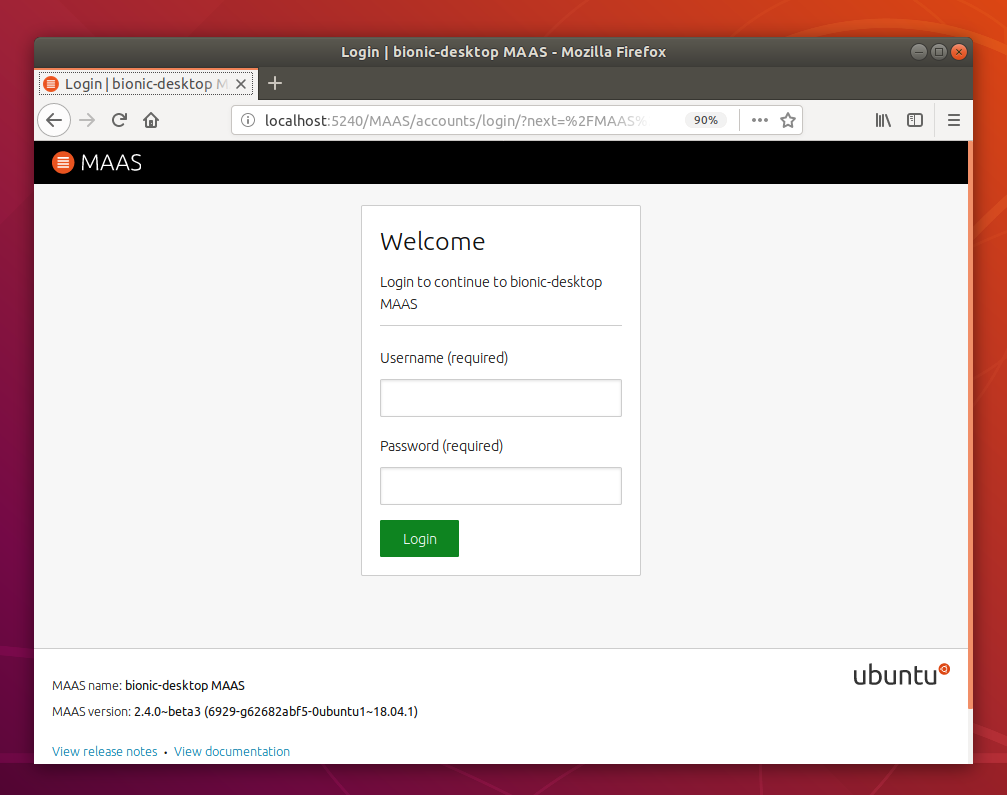 Login | bionic-desktop MAAS - Mozilla Firefox
Login | bionic-desktop M
localhost:5240/MAAS/accounts/login/?next=%2FMAAS%
90%
MAAS
Welcome
Login to continue to bionic-desktop
MAAS
Username (required)
Password (required)
Login
ubuntu
MAAS name: bionic-desktop MAAS
MAAS version: 2.4.0~beta3 (6929-g62682abf5-0ubuntu1~18.04.1)
View release notes • View documentation